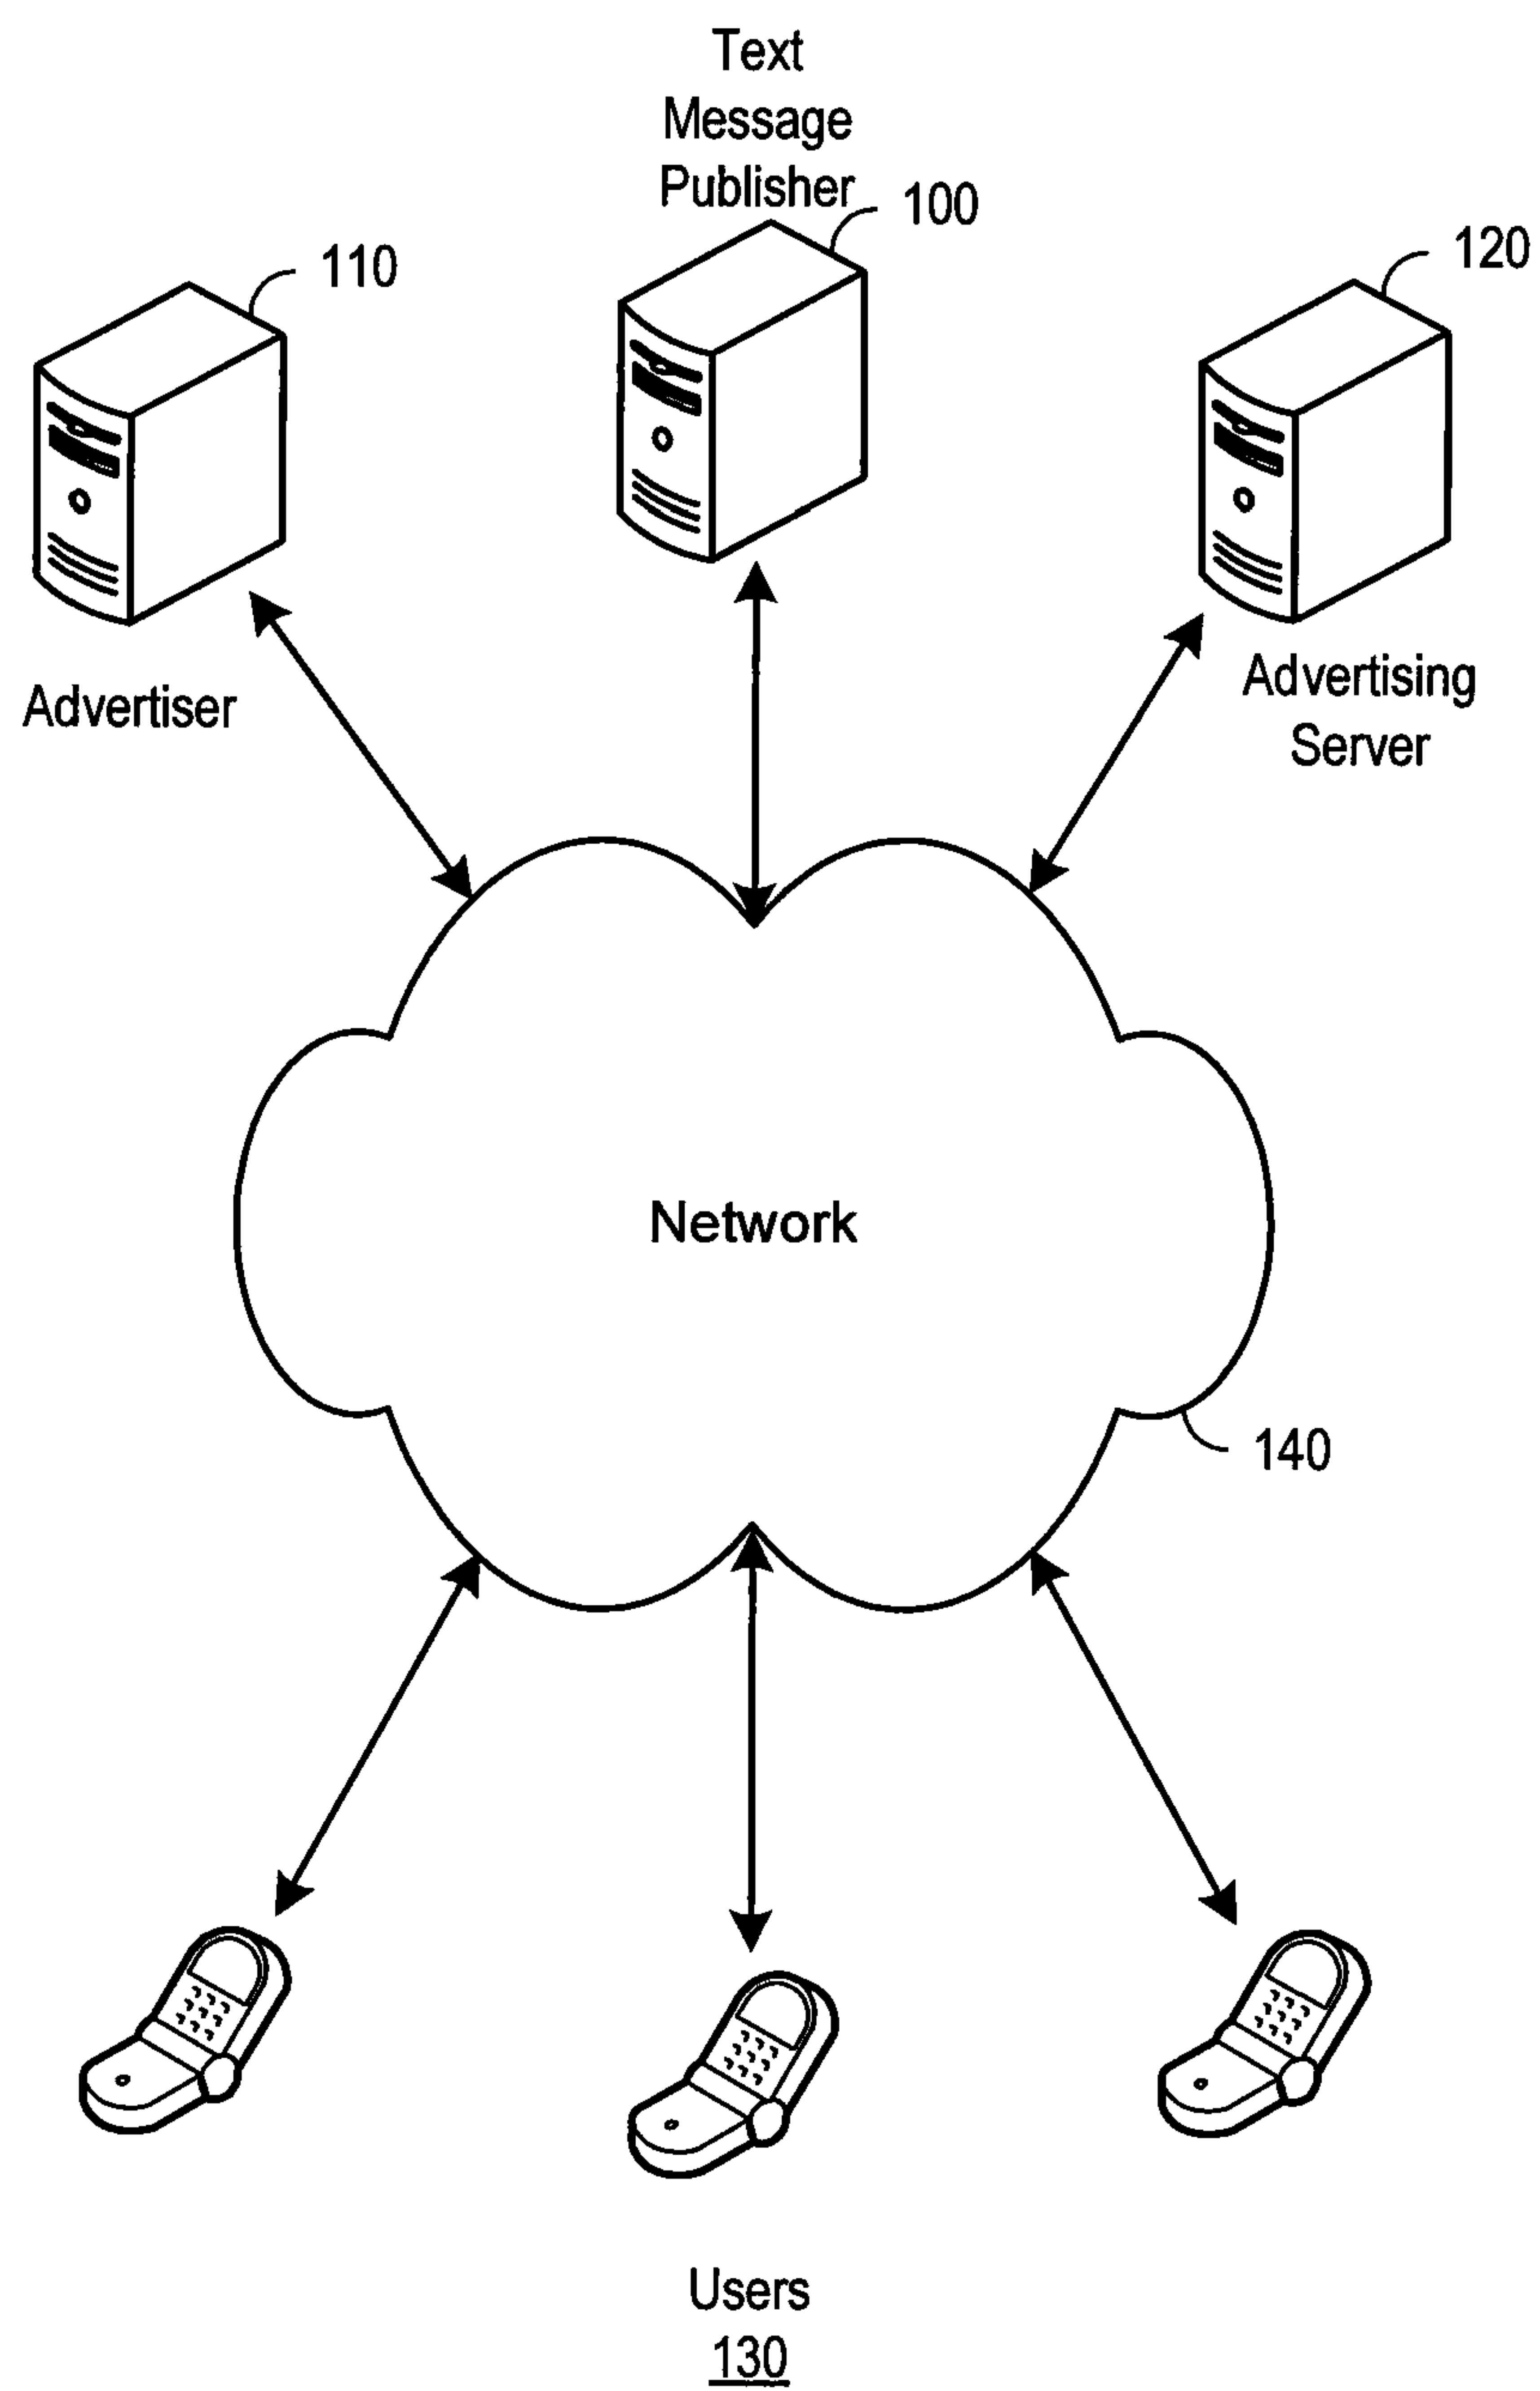 Text
Message
Publisher
100
110
120
Advertiser
Advertising
Server
Network
140
Users
130